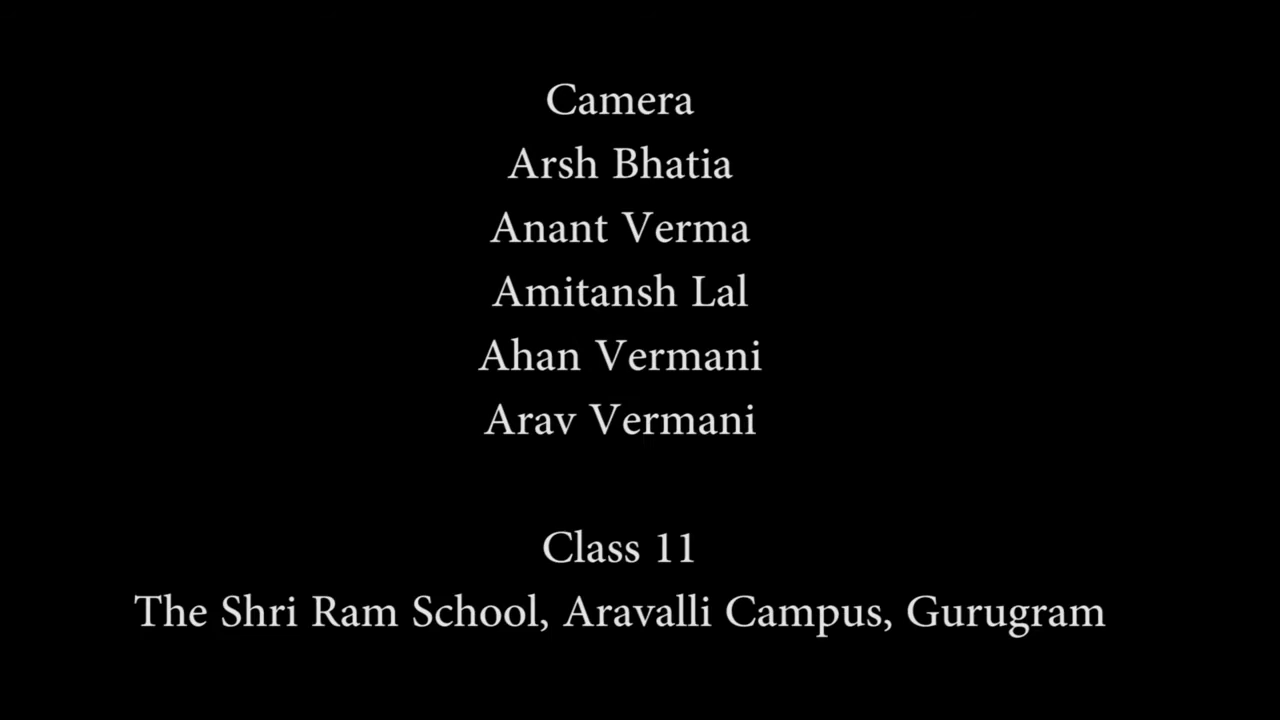 Camera
Arsh Bhatia
Anant Verma
Amitansh Lal
Ahan Vermani
Arav Vermani
Class 11
The Shri Ram School, Aravalli Campus, Gurugram